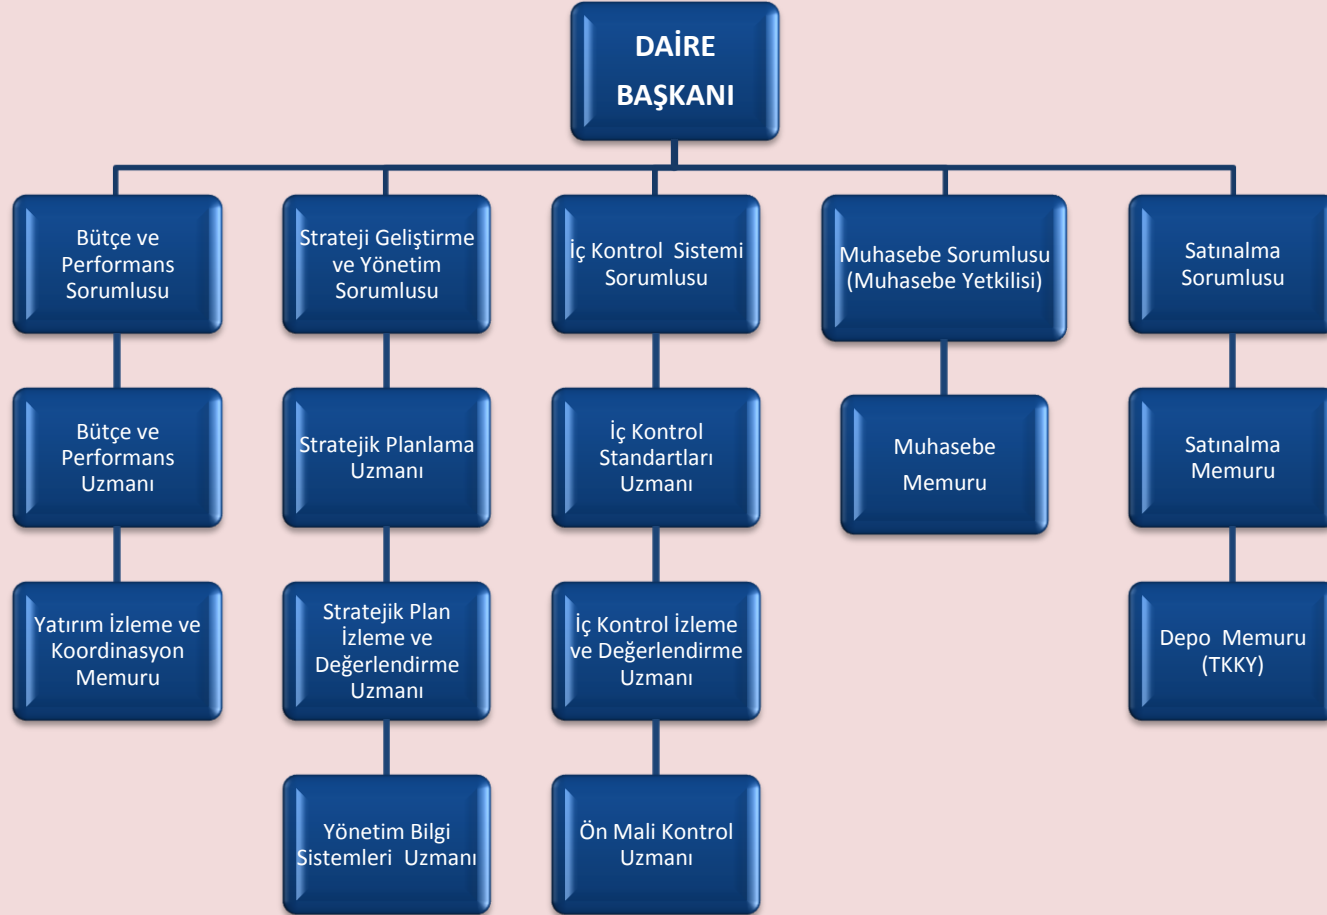 DAİRE
BAŞKANI
Bütçe ve
Performans
Sorumlusu
Strateji Geliştirme
ve Yönetim
Sorumlusu
İç Kontrol  Sistemi
Sorumlusu
Muhasebe Sorumlusu
(Muhasebe Yetkilisi)
Satınalma
Sorumlusu
Bütçe ve
Performans
Uzmanı
Stratejik Planlama
Uzmanı
İç Kontrol
Standartları
Uzmanı
Muhasebe
Memuru
Satınalma
Memuru
Yatırım İzleme ve
Koordinasyon
Memuru
Stratejik Plan
İzleme ve
Değerlendirme
Uzmanı
İç Kontrol İzleme
ve Değerlendirme
Uzmanı
Depo  Memuru
(TKKY)
Yönetim Bilgi
Sistemleri  Uzmanı
Ön Mali Kontrol
Uzmanı